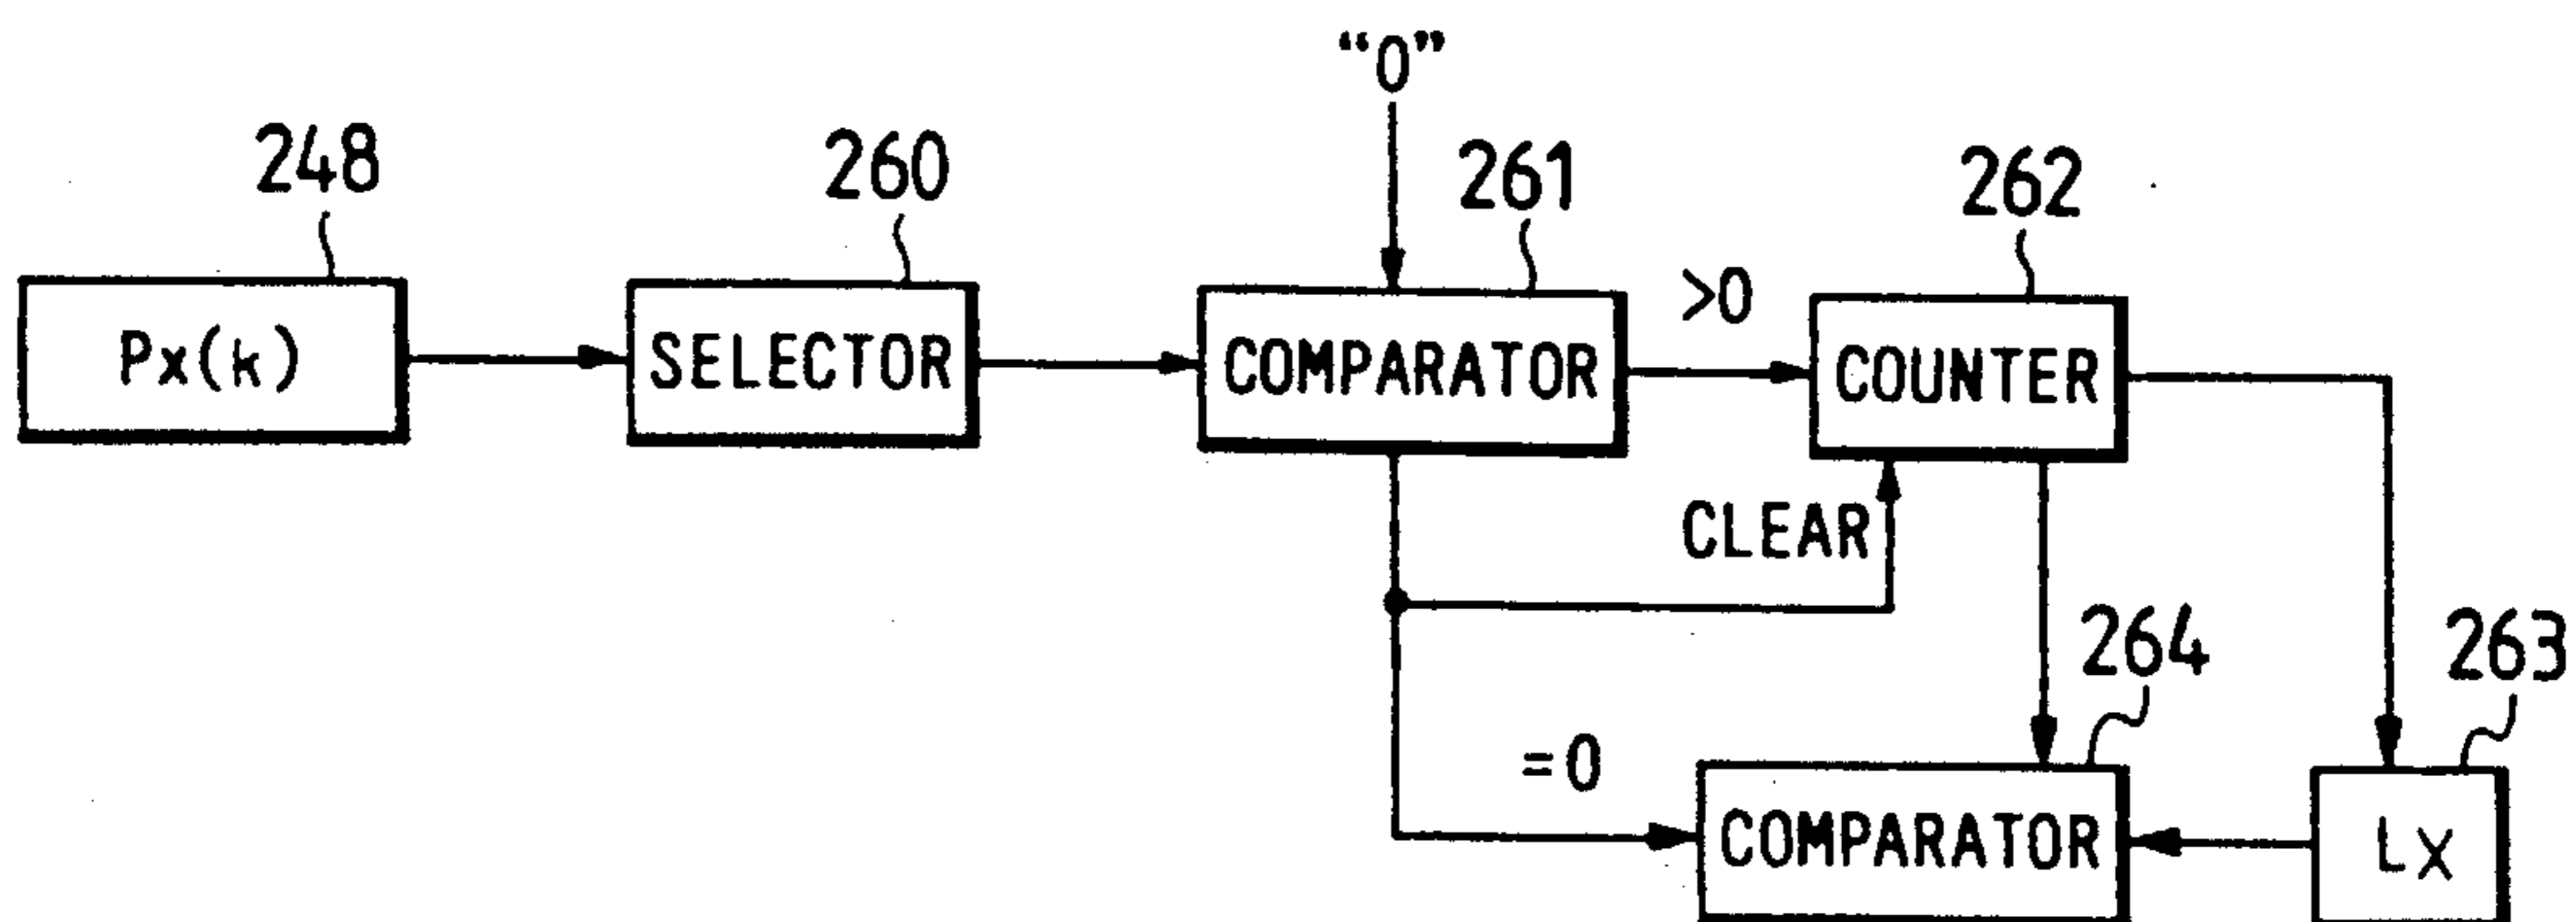 “0”
248
260
261
262
Px(k)
SELECTOR
COMPARATOR
>0
COUNTER
CLEAR
264
263
=0
COMPARATOR
Lx